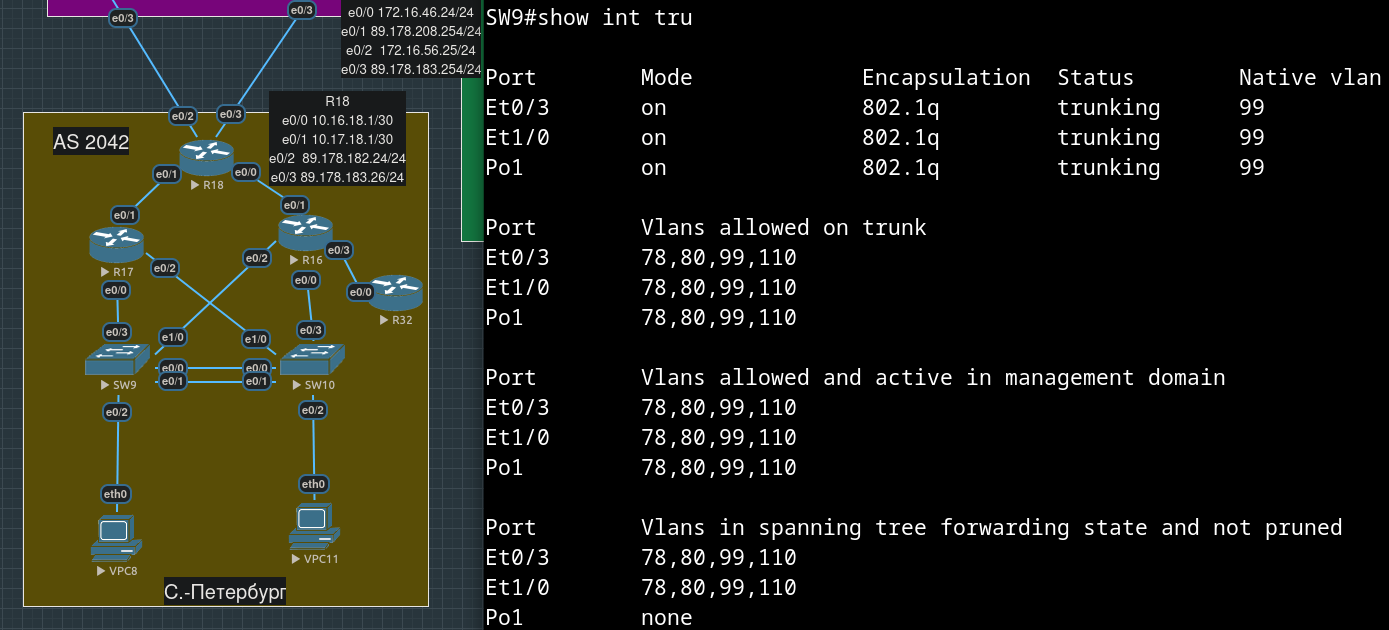 e0/3
e0/3
e0/0 172.16.46.24/24
e0/1 89.178.208.254/24
e0/2  172.16.56.25/24
e0/3 89.178.183.254/24
AS 2042
e0/2
e0/3
R18
e0/0 10.16.18.1/30
e0/1 10.17.18.1/30
e0/2  89.178.182.24/24
e0/3 89.178.183.26/24
e0/1
e0/0
R18
e0/1
e0/1
R17
e0/2
e0/2
R16
e0/3
e0/0
e0/0
e0/0
R32
e0/3
e1/0
e1/0
e0/3
e0/0
e0/0
e0/1
e0/1
SW9
SW10
e0/2
e0/2
eth0
eth0
VPC8
VPC11
С.-Петербург
SW9#show int tru
Port        Mode             Encapsulation  Status        Native vlan
Et0/3       on               802.1q         trunking      99
Et1/0       on               802.1q         trunking      99
Po1         on               802.1q         trunking      99
Port        Vlans allowed on trunk
Et0/3       78,80,99,110
Et1/0       78,80,99,110
Po1         78,80,99,110
Port        Vlans allowed and active in management domain
Et0/3       78,80,99,110
Et1/0       78,80,99,110
Po1         78,80,99,110
Port        Vlans in spanning tree forwarding state and not pruned
Et0/3       78,80,99,110
Et1/0       78,80,99,110
Po1         none